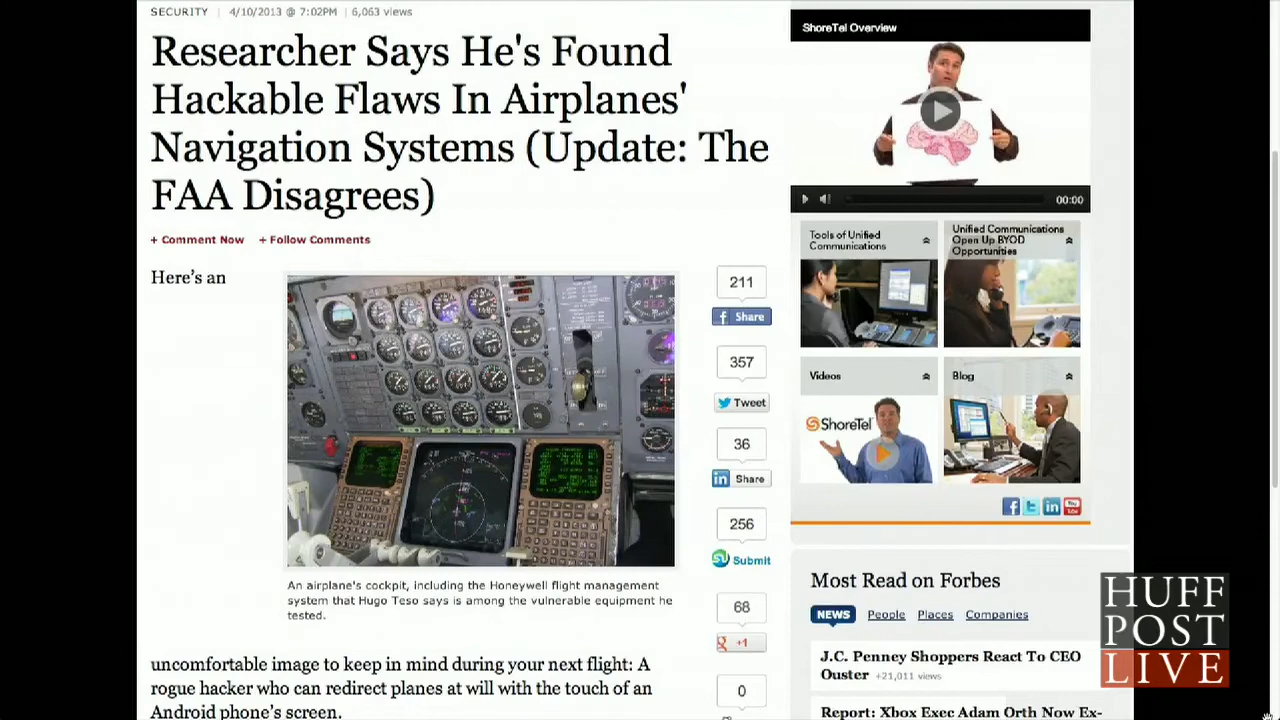 SECURITY | 4/10/2013 @ 7:02PM | 6,063 views
Researcher Says He's Found
Hackable Flaws In Airplanes'
Navigation Systems (Update: The
FAA Disagrees)
+ Comment Now + Follow Comments
Here's an
An airplane's cockpit, including the Honeywell flight management
system that Hugo Teso says is among the vulnerable equipment he
tested.
uncomfortable image to keep in mind during your next flight: A
rogue hacker who can redirect planes at will with the touch of an
Android phone's screen.
211
Share
357
Tweet
36
in Share
256
Submit
68
+1
0
ShoreTel Overview
00:00
Tools of Unified
Communications
Unified Communications
Open Up BYOD
Opportunities
Videos
ShoreTel
Blog
Most Read on Forbes
NEWS People Places Companies
J.C. Penney Shoppers React To CEO
Ouster +21,011 views
Report: Xbox Exec Adam Orth Now Ex-
HUFF
POST
LIVE